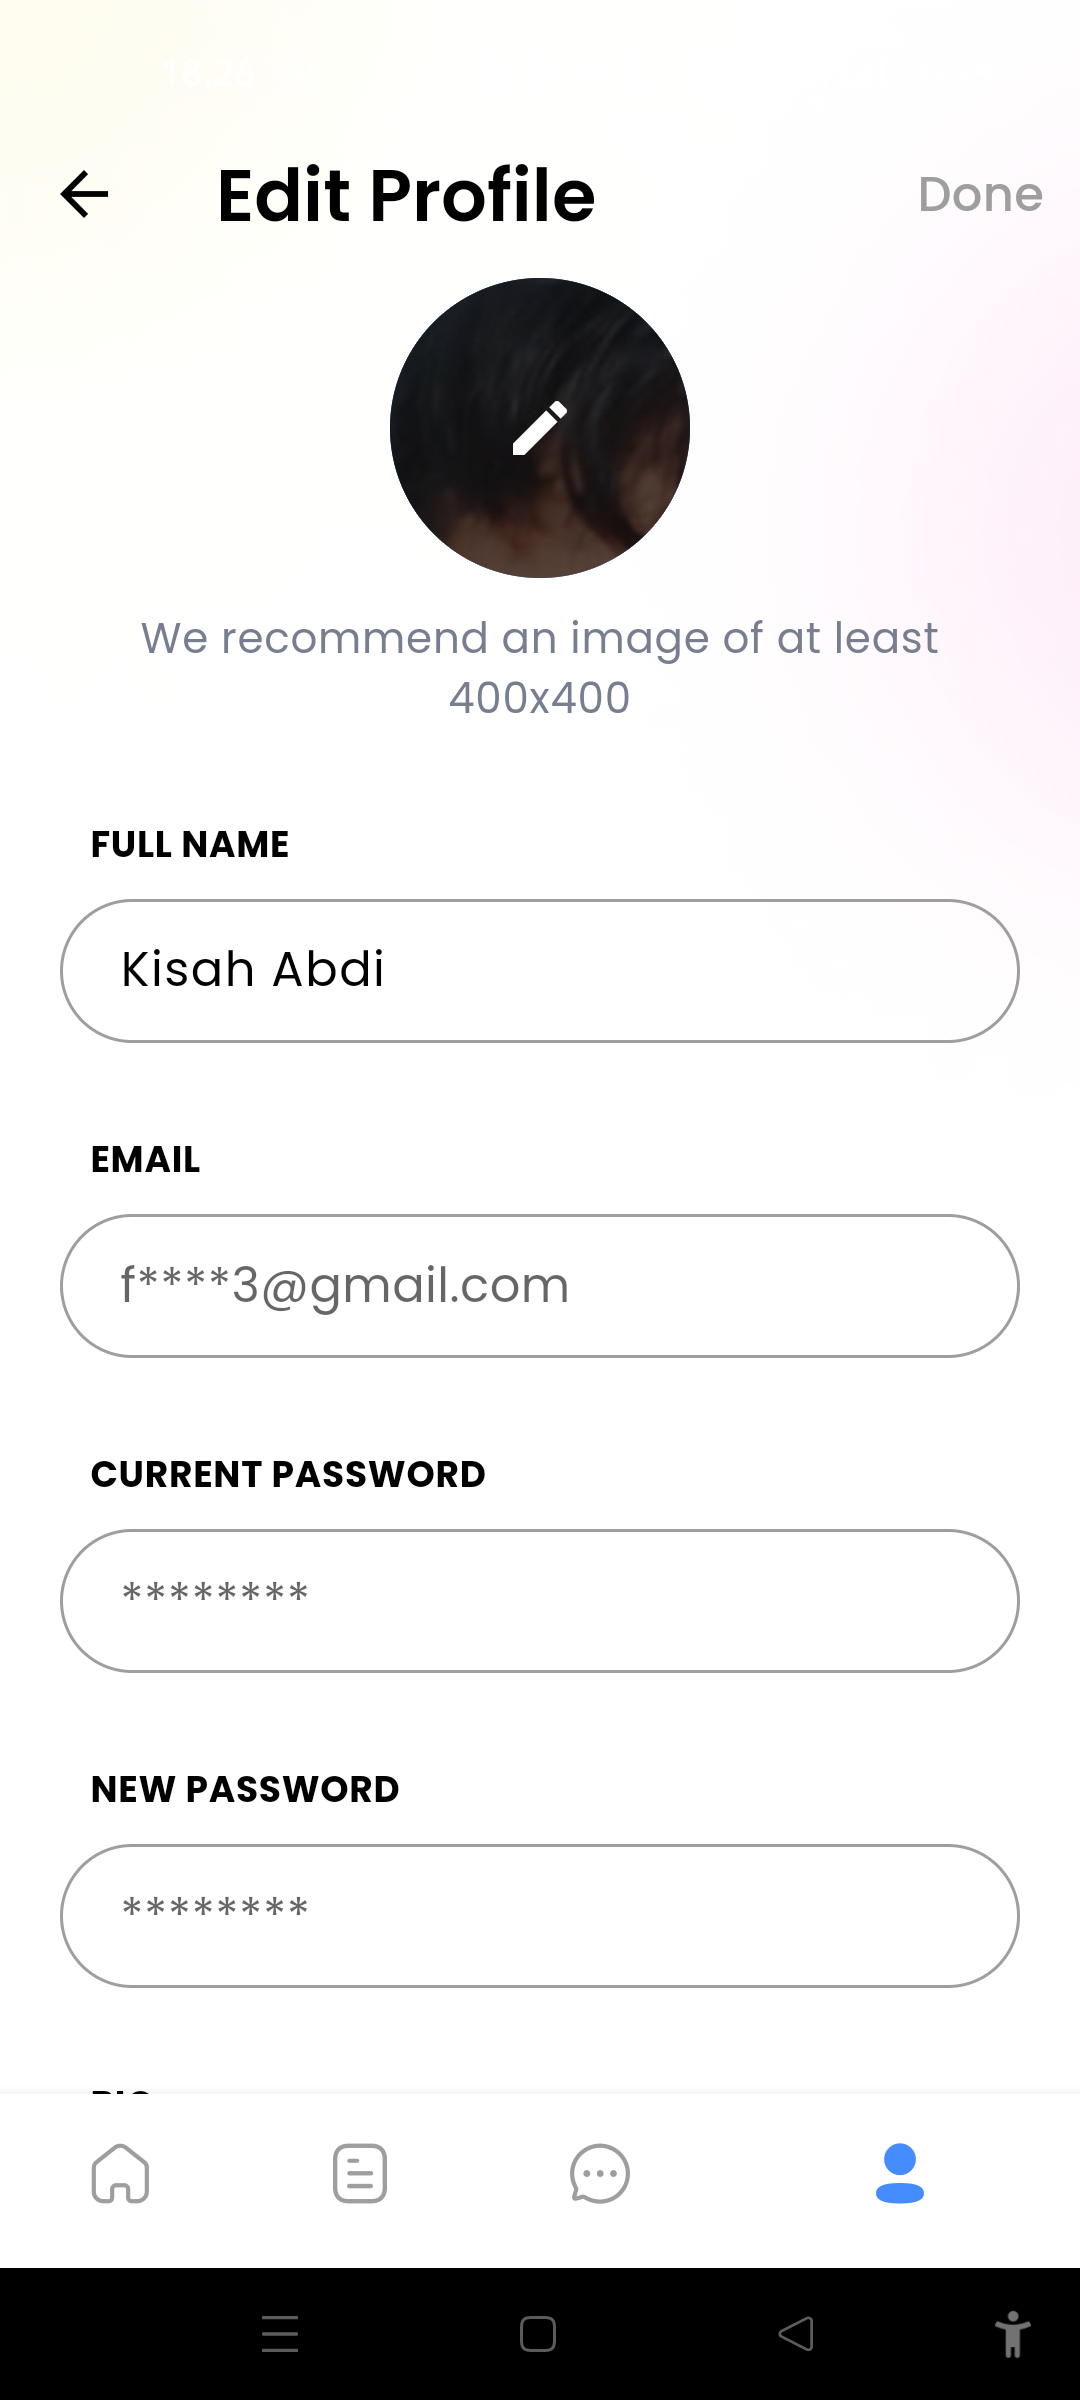 18:26
Edit Profile
Done
We recommend an image of at least
400x400
FULL NAME
Kisah Abdi
EMAIL
f****3@gmail.com
CURRENT PASSWORD
********
NEW PASSWORD
********